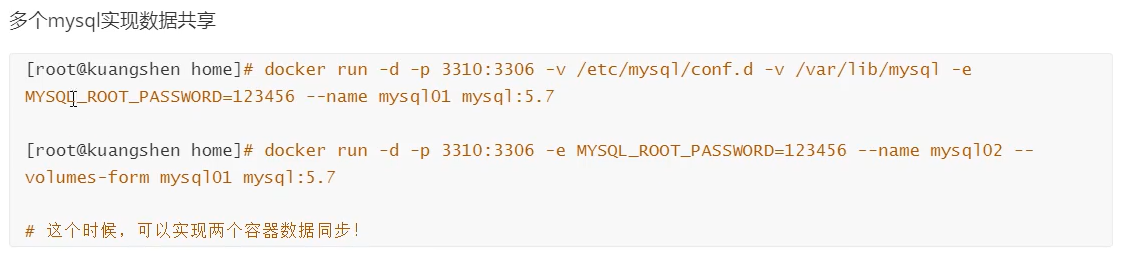 多个mysql实现数据共享
[root@kuangshen home]# docker run -d -p 3310:3306 -v /etc/mysql/conf.d -v /var/lib/mysql -e
MYSQL_ROOT_PASSWORD=123456 --name mysql01 mysql:5.7
[root@kuangshen home]# docker run -d -p 3310:3306 -e MYSQL_ROOT_PASSWORD=123456 --name mysql02 --
volumes-form mysql01 mysql:5.7
# 这个时候，可以实现两个容器数据同步！